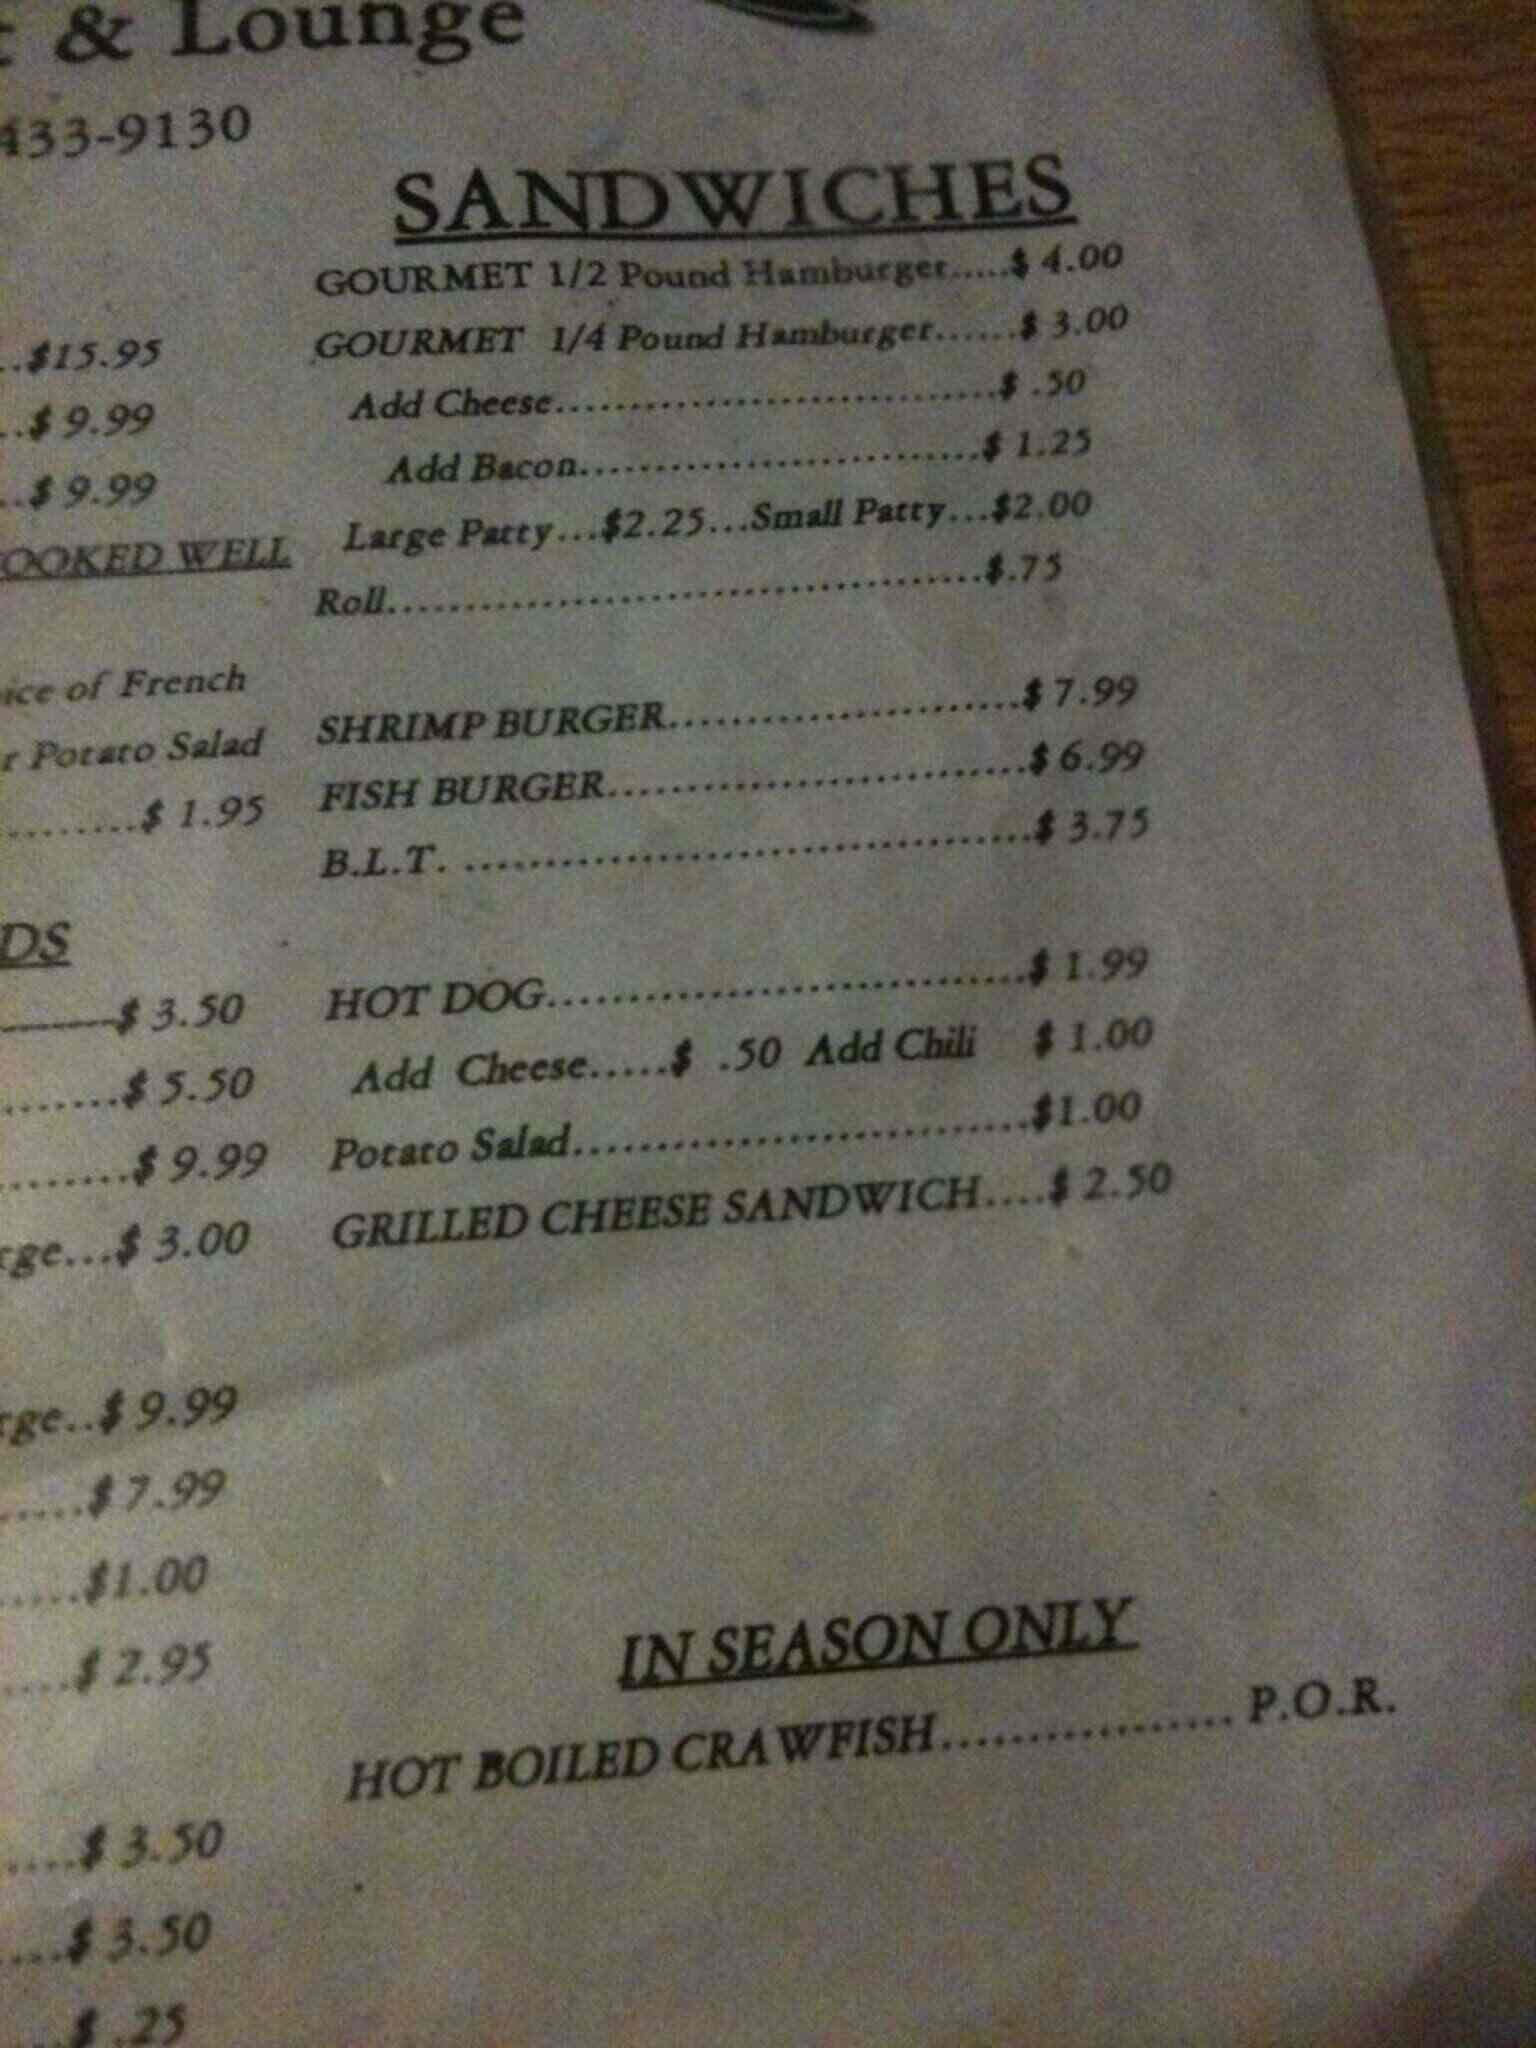 & Lounge
433-9130
SANDWICHES
GOURMET 1/2 Pound Hamburger.....$ 4.00
GOURMET 1/4 Pound Hamburger......$ 3.00
Add Cheese..............................$ .50
Add Bacon...........................$ 1.25
Large Patty...$2.25...Small Patty...$2.00
Roll.......................................$.75
SHRIMP BURGER.......................$ 7.99
FISH BURGER...........................$ 6.99
B.L.T. ....................................$ 3.75
HOT DOG..............................$ 1.99
Add Cheese.....$ .50 Add Chili $ 1.00
Potato Salad............................$1.00
GRILLED CHEESE SANDWICH....$ 2.50
IN SEASON ONLY
HOT BOILED CRAWFISH................. P.O.R.
..$15.95
..$ 9.99
..$ 9.99
WELL
of French
Potato Salad
.........$ 1.95
$ 3.50
........$ 5.50
.........$ 9.99
...$ 3.00
..$ 9.99
......$ 7.99
......$1.00
.....$ 2.95
.....$ 3.50
....$ 3.50
....$ .25